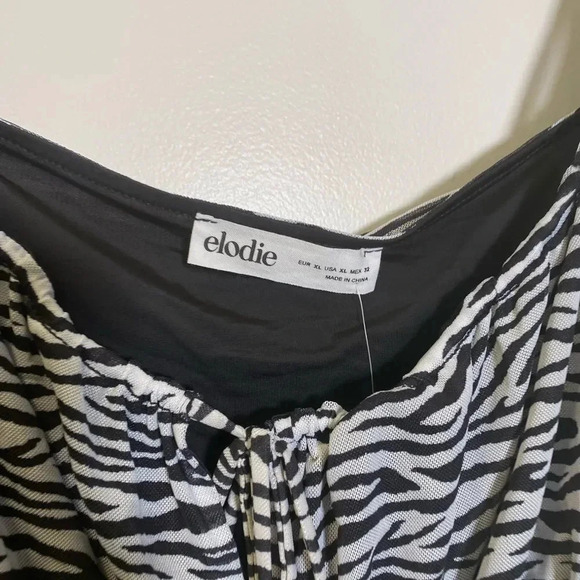 elodie
EUR XL USA XL MEX 32
MADE IN CHINA